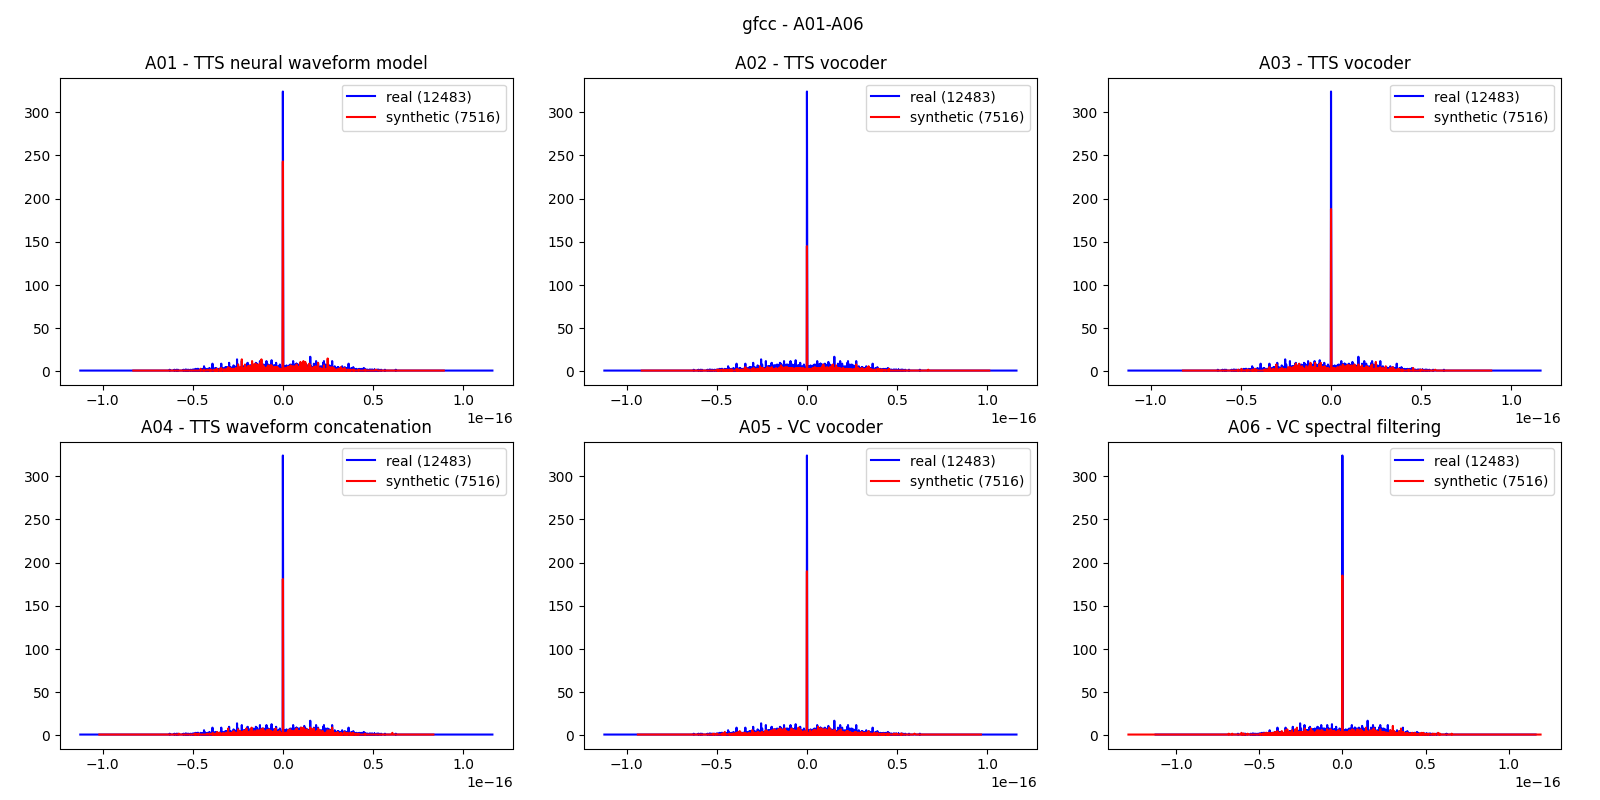 gfcc - A01-A06
A01 - TTS neural waveform model
real (12483)
synthetic (7516)
300
250
200
150
100
50
0
−1.0 −0.5 0.0 0.5 1.0
1e−16
A02 - TTS vocoder
real (12483)
synthetic (7516)
300
250
200
150
100
50
0
−1.0 −0.5 0.0 0.5 1.0
1e−16
A03 - TTS vocoder
real (12483)
synthetic (7516)
300
250
200
150
100
50
0
−1.0 −0.5 0.0 0.5 1.0
1e−16
A04 - TTS waveform concatenation
real (12483)
synthetic (7516)
300
250
200
150
100
50
0
−1.0 −0.5 0.0 0.5 1.0
1e−16
A05 - VC vocoder
real (12483)
synthetic (7516)
300
250
200
150
100
50
0
−1.0 −0.5 0.0 0.5 1.0
1e−16
A06 - VC spectral filtering
real (12483)
synthetic (7516)
300
250
200
150
100
50
0
−1.0 −0.5 0.0 0.5 1.0
1e−16